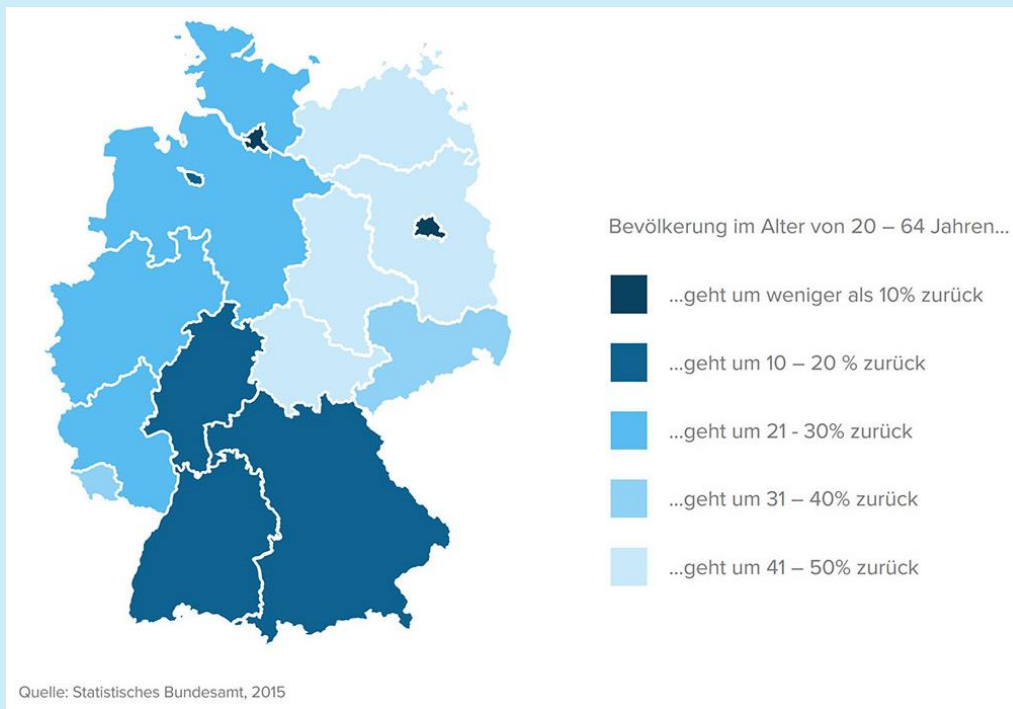 Bevölkerung im Alter von 20 – 64 Jahren...
...geht um weniger als 10% zurück
...geht um 10 – 20 % zurück
...geht um 21 - 30% zurück
...geht um 31 – 40% zurück
...geht um 41 – 50% zurück
Quelle: Statistisches Bundesamt, 2015